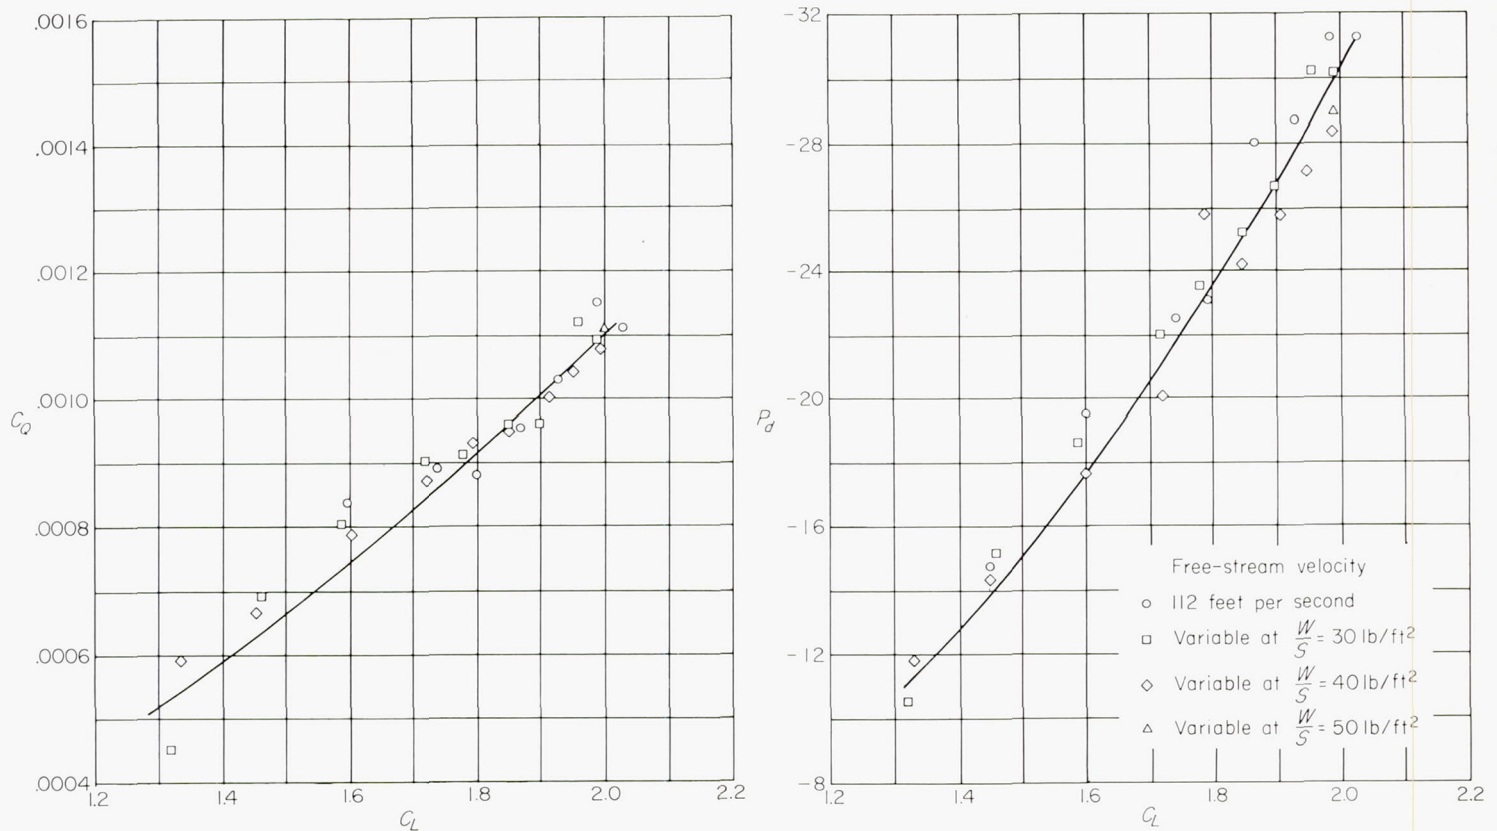 .0016
.0014
.0012
.0010
.0008
.0006
.0004
C_Q
1.2 1.4 1.6 1.8 2.0 2.2
C_L
-32
-28
-24
-20
-16
-12
-8
P_d
1.2 1.4 1.6 1.8 2.0 2.2
C_L
Free-stream velocity
○ 112 feet per second
□ Variable at W/S = 30 lb/ft²
◇ Variable at W/S = 40 lb/ft²
△ Variable at W/S = 50 lb/ft²